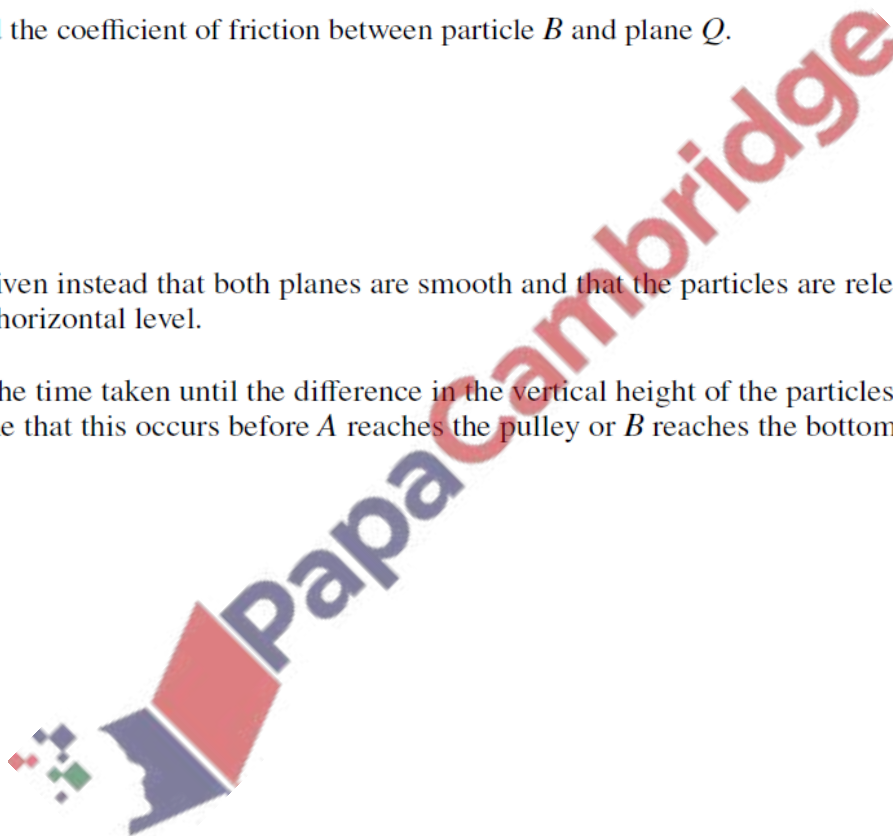 the coefficient of friction between particle B and plane Q.
iven instead that both planes are smooth and that the particles are rele
horizontal level.
he time taken until the difference in the vertical height of the particles
e that this occurs before A reaches the pulley or B reaches the bottom
PapaCambridge